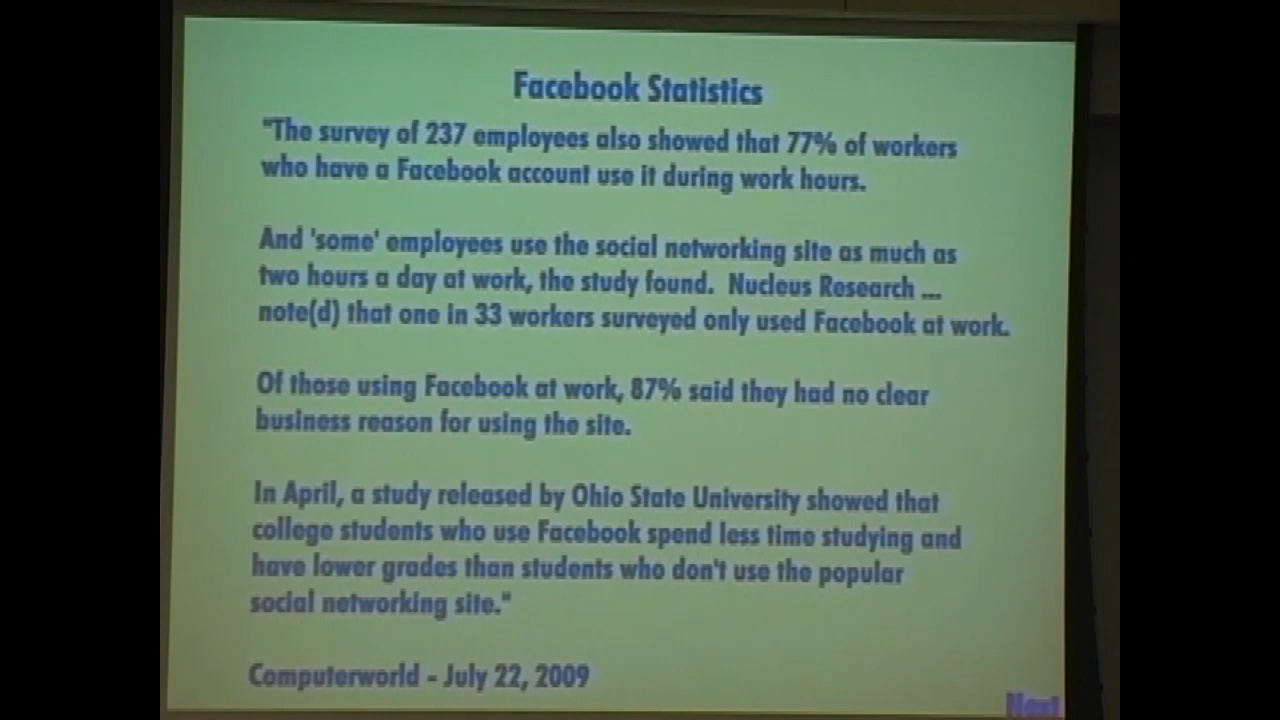 Facebook Statistics
"The survey of 237 employees also showed that 77% of workers
who have a Facebook account use it during work hours.
And 'some' employees use the social networking site as much as
two hours a day at work, the study found. Nucleus Research ...
note(d) that one in 33 workers surveyed only used Facebook at work.
Of those using Facebook at work, 87% said they had no clear
business reason for using the site.
In April, a study released by Ohio State University showed that
college students who use Facebook spend less time studying and
have lower grades than students who don't use the popular
social networking site."
Computerworld - July 22, 2009
Next